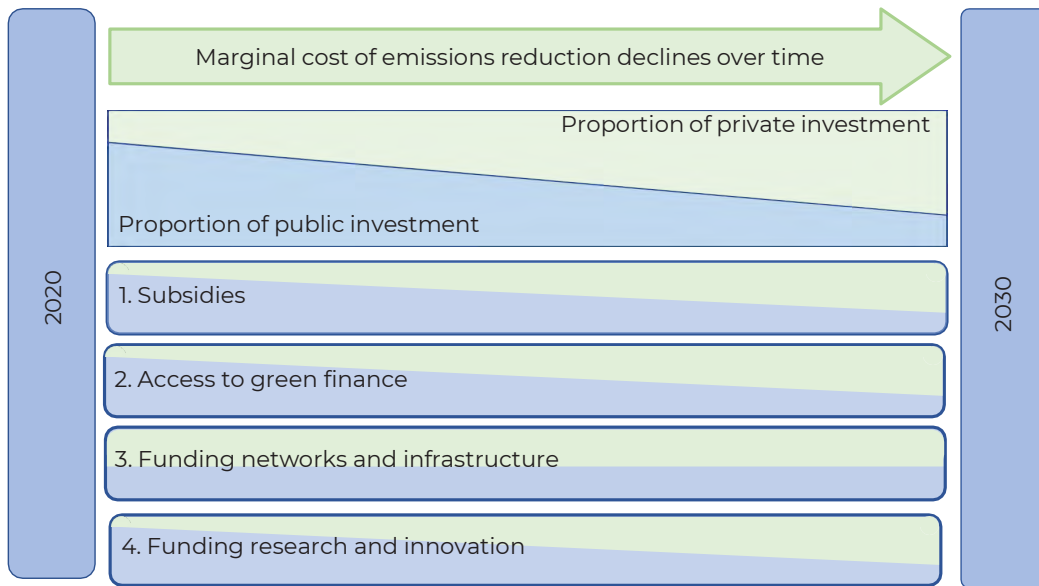 Marginal cost of emissions reduction declines over time
Proportion of private investment
Proportion of public investment
2020
1. Subsidies
2. Access to green finance
3. Funding networks and infrastructure
4. Funding research and innovation
2030